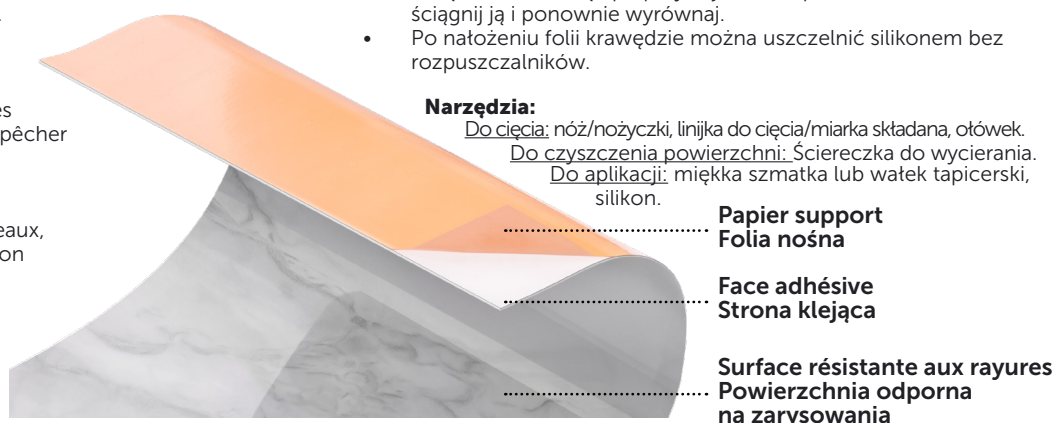 es
pêcher
eaux,
on
ściągnij ją i ponownie wyrównaj.
• Po nałożeniu folii krawędzie można uszczelnić silikonem bez
rozpuszczalników.
Narzędzia:
Do cięcia: nóż/nożyczki, linijka do cięcia/miarka składana, ołówek.
Do czyszczenia powierzchni: Ściereczka do wycierania.
Do aplikacji: miękka szmatka lub wałek tapicerski,
silikon.
Papier support
Folia nośna
Face adhésive
Strona klejąca
Surface résistante aux rayures
Powierzchnia odporna
na zarysowania